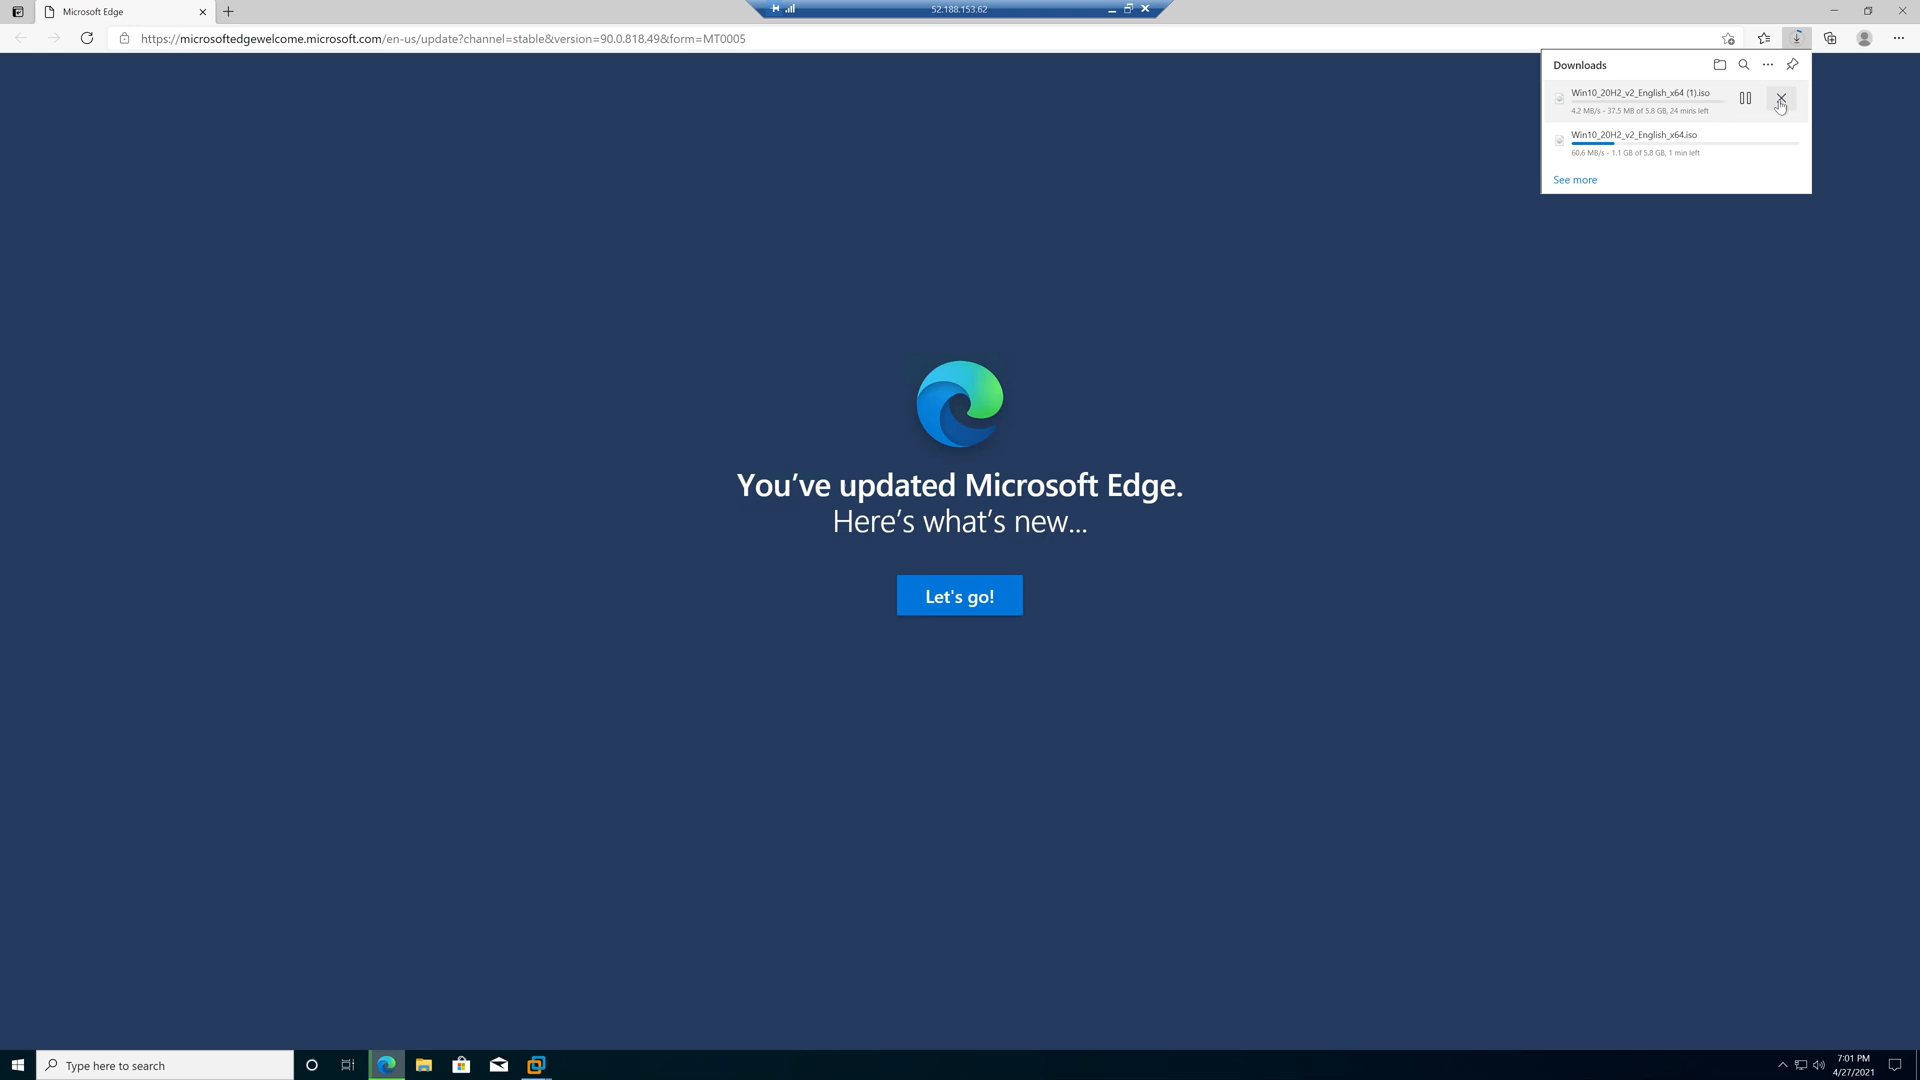 Microsoft Edge
52.188.153.62
https://microsoftedgewelcome.microsoft.com/en-us/update?channel=stable&version=90.0.818.49&form=MT0005
Downloads
Win10_20H2_v2_English_x64 (1).iso
4.2 MB/s - 37.5 MB of 5.8 GB, 24 mins left
Win10_20H2_v2_English_x64.iso
60.6 MB/s - 1.1 GB of 5.8 GB, 1 min left
See more
You’ve updated Microsoft Edge.
Here’s what’s new...
Let's go!
Type here to search
7:01 PM
4/27/2021